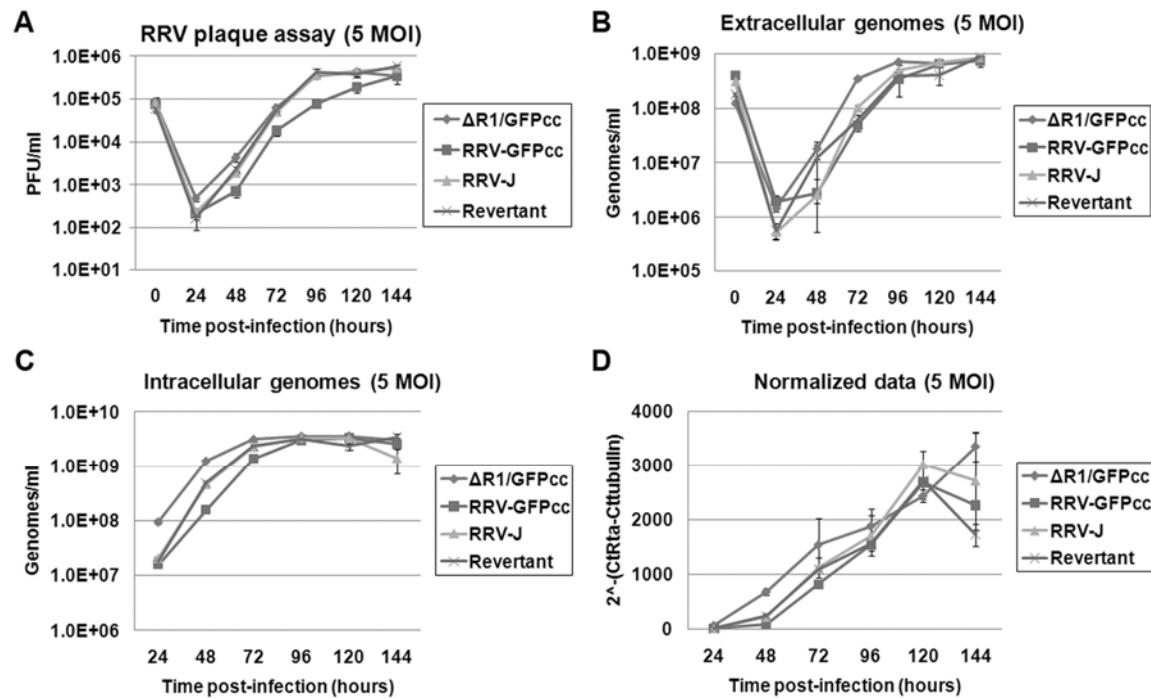 A
RRV plaque assay (5 MOI)
1.0E+06
1.0E+05
1.0E+04
1.0E+03
1.0E+02
1.0E+01
PFU/ml
0 24 48 72 96 120 144
Time post-infection (hours)
ΔR1/GFPcc
RRV-GFPcc
RRV-J
Revertant
B
Extracellular genomes (5 MOI)
1.0E+09
1.0E+08
1.0E+07
1.0E+06
1.0E+05
Genomes/ml
0 24 48 72 96 120 144
Time post-infection (hours)
ΔR1/GFPcc
RRV-GFPcc
RRV-J
Revertant
C
Intracellular genomes (5 MOI)
1.0E+10
1.0E+09
1.0E+08
1.0E+07
1.0E+06
Genomes/ml
24 48 72 96 120 144
Time post-infection (hours)
ΔR1/GFPcc
RRV-GFPcc
RRV-J
Revertant
D
Normalized data (5 MOI)
4000
3000
2000
1000
0
2^-(CtRta-Cttubulin)
24 48 72 96 120 144
Time post-infection (hours)
ΔR1/GFPcc
RRV-GFPcc
RRV-J
Revertant